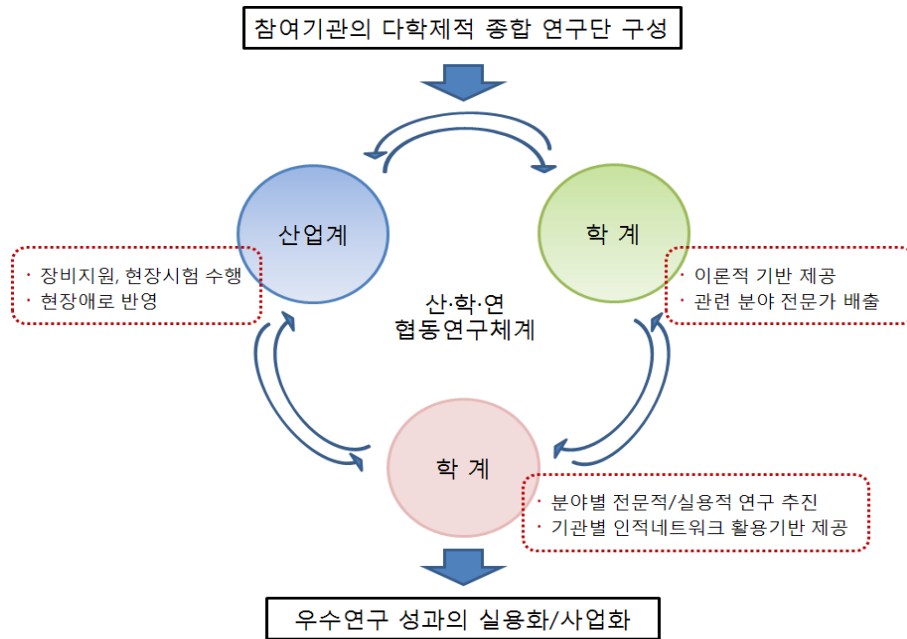 참여기관의 다학제적 종합 연구단 구성
산업계
학 계
· 장비지원, 현장시험 수행
· 현장애로 반영
· 이론적 기반 제공
· 관련 분야 전문가 배출
산·학·연
협동연구체계
학 계
· 분야별 전문적/실용적 연구 추진
· 기관별 인적네트워크 활용기반 제공
우수연구 성과의 실용화/사업화